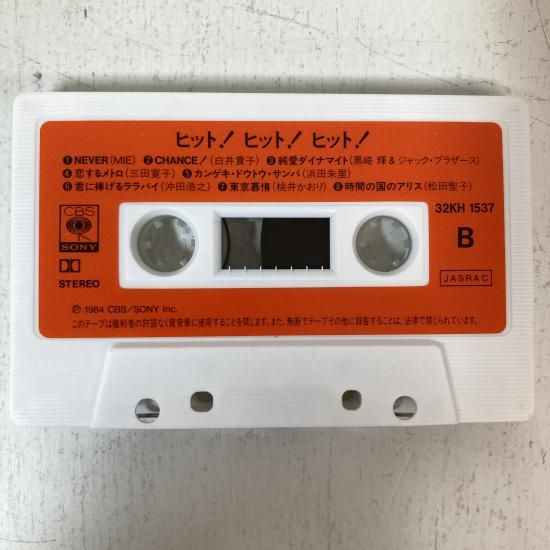 ヒット！ ヒット！ ヒット！
❶NEVER(MIE) ❷CHANCE！(白井貴子) ❸純愛ダイナマイト(黒崎 輝＆ジャック・ブラザース)
❹恋するメトロ(三田寛子) ❺カンゲキ・ドウトウ・サンバ(浜田朱里)
❻君に捧げるララバイ(沖田浩之) ❼東京慕情(桃井かおり) ❽時間の国のアリス(松田聖子)
CBS
SONY
32KH 1537
B
STEREO
JASRAC
Ⓟ 1984 CBS/SONY Inc.
このテープは権利者の許諾なく賃貸業に使用することを禁じます。また、無断でテープその他に録音することは、法律で禁じられています。